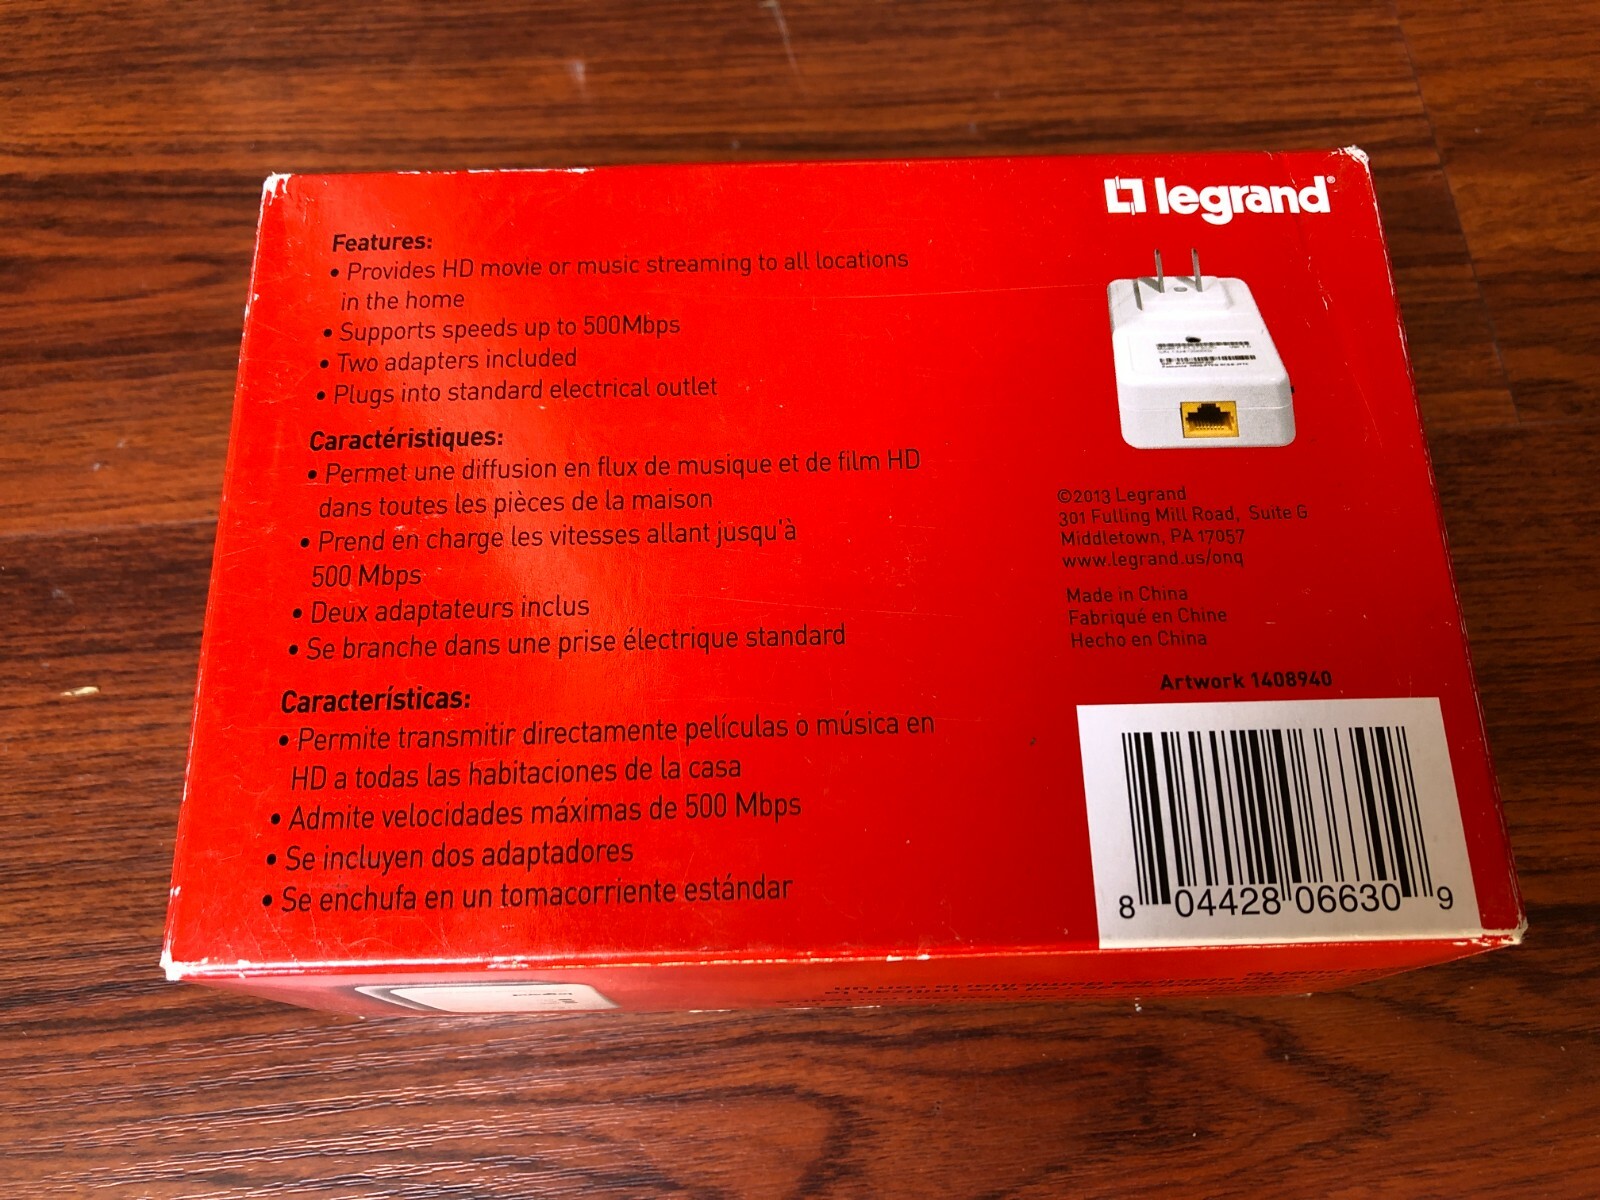 legrand®
Features:
• Provides HD movie or music streaming to all locations
in the home
• Supports speeds up to 500Mbps
• Two adapters included
• Plugs into standard electrical outlet
Caractéristiques:
• Permet une diffusion en flux de musique et de film HD
dans toutes les pièces de la maison
• Prend en charge les vitesses allant jusqu'à
500 Mbps
• Deux adaptateurs inclus
• Se branche dans une prise électrique standard
Características:
• Permite transmitir directamente películas o música en
HD a todas las habitaciones de la casa
• Admite velocidades máximas de 500 Mbps
• Se incluyen dos adaptadores
• Se enchufa en un tomacorriente estándar
©2013 Legrand
301 Fulling Mill Road, Suite G
Middletown, PA 17057
www.legrand.us/onq
Made in China
Fabriqué en Chine
Hecho en China
Artwork 1408940
8 04428 06630 9